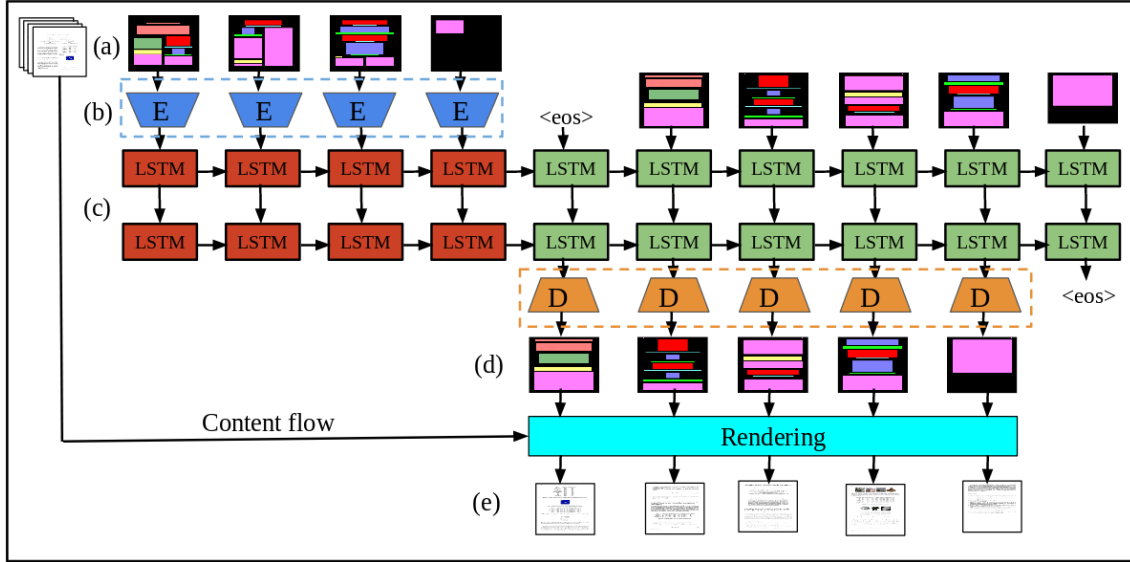 (a)
(b)
E E E E
<eos>
LSTM LSTM LSTM LSTM LSTM LSTM LSTM LSTM LSTM LSTM
(c)
LSTM LSTM LSTM LSTM LSTM LSTM LSTM LSTM LSTM LSTM
D D D D D
<eos>
(d)
Content flow
Rendering
(e)